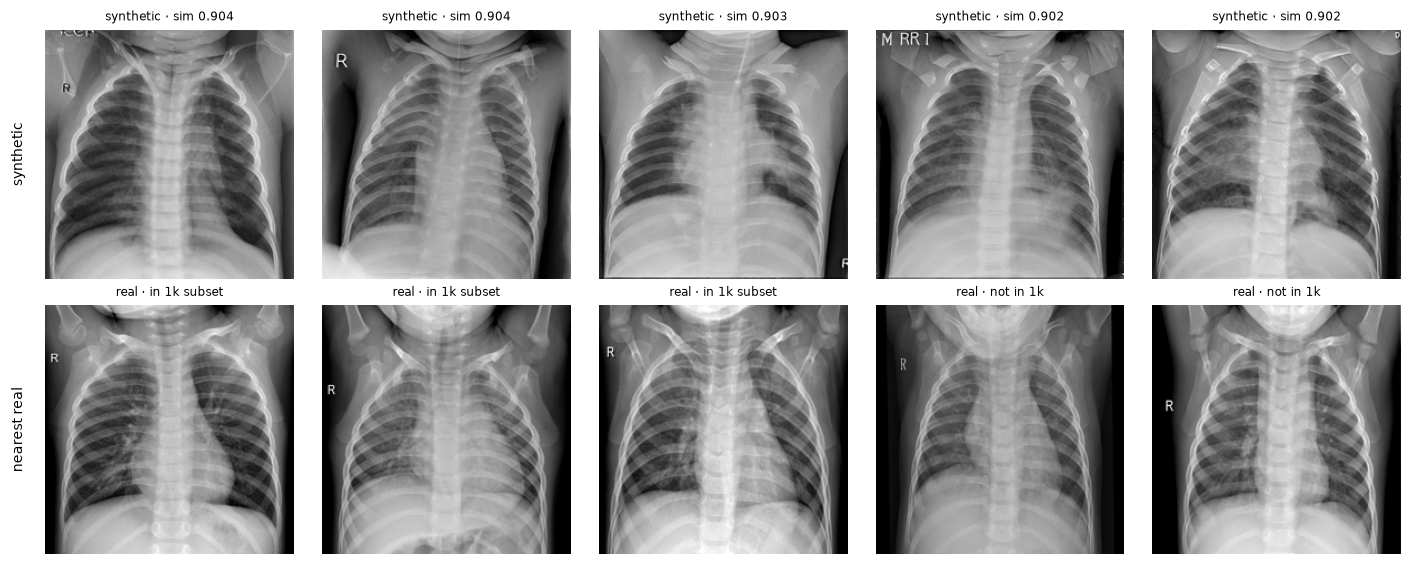 synthetic · sim 0.904
synthetic · sim 0.904
synthetic · sim 0.903
synthetic · sim 0.902
synthetic · sim 0.902
synthetic
R
R
R
M RR I
real · in 1k subset
real · in 1k subset
real · in 1k subset
real · not in 1k
real · not in 1k
nearest real
R
R
R
R
R